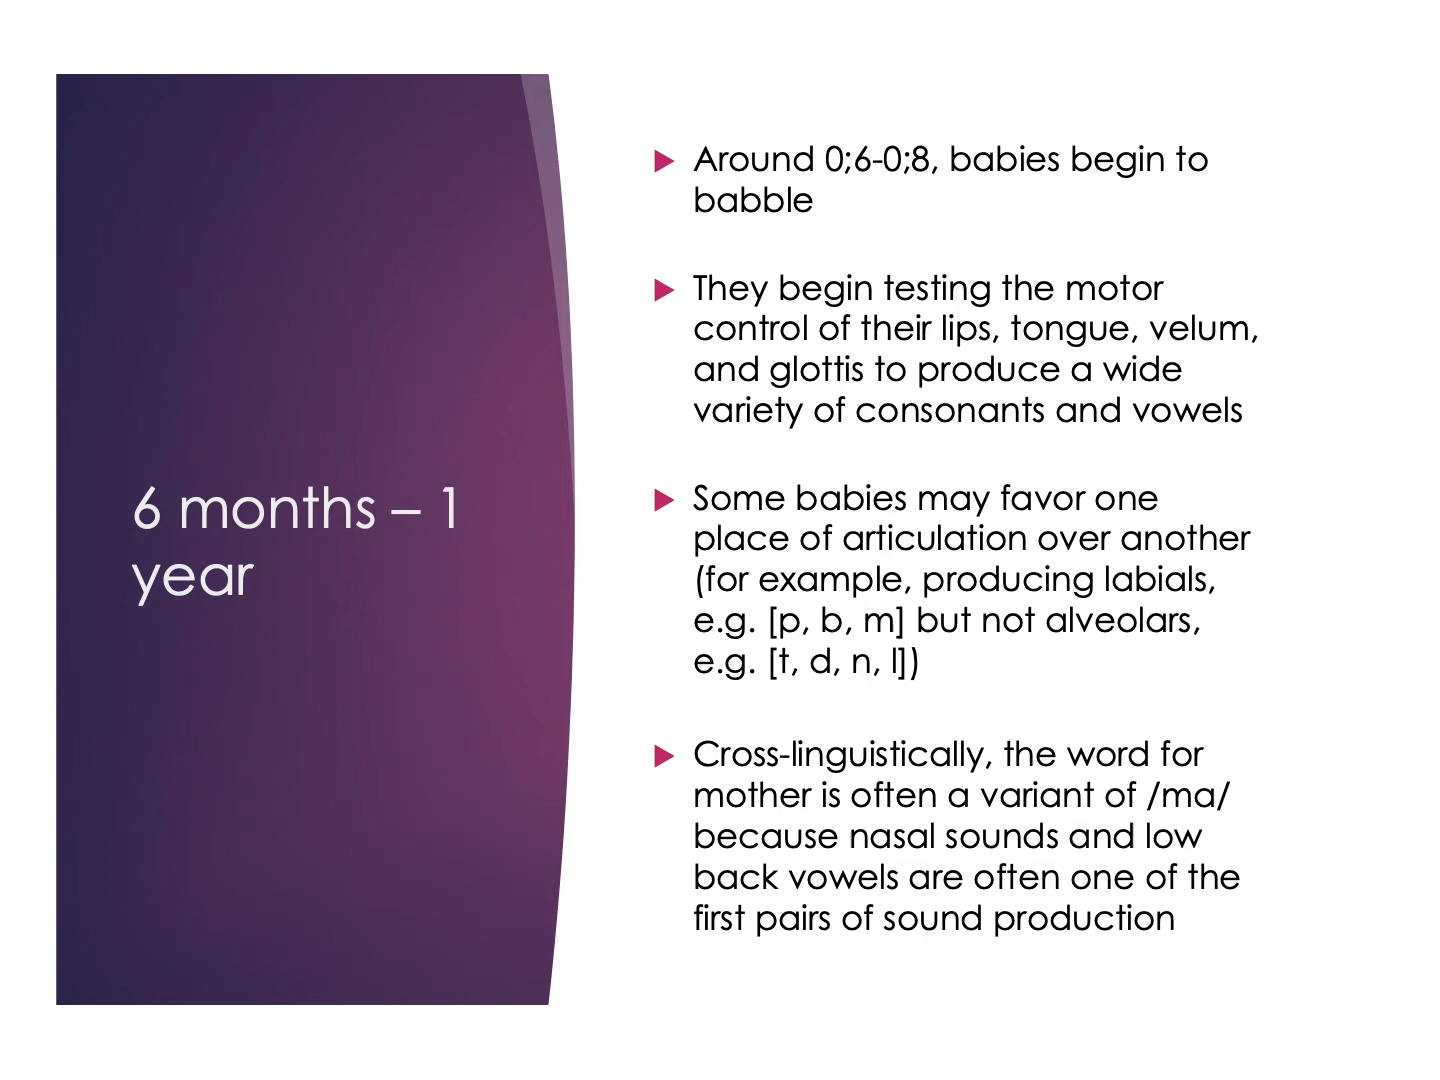 6 months – 1
year
Around 0;6-0;8, babies begin to
babble
They begin testing the motor
control of their lips, tongue, velum,
and glottis to produce a wide
variety of consonants and vowels
Some babies may favor one
place of articulation over another
(for example, producing labials,
e.g. [p, b, m] but not alveolars,
e.g. [t, d, n, l])
Cross-linguistically, the word for
mother is often a variant of /ma/
because nasal sounds and low
back vowels are often one of the
first pairs of sound production